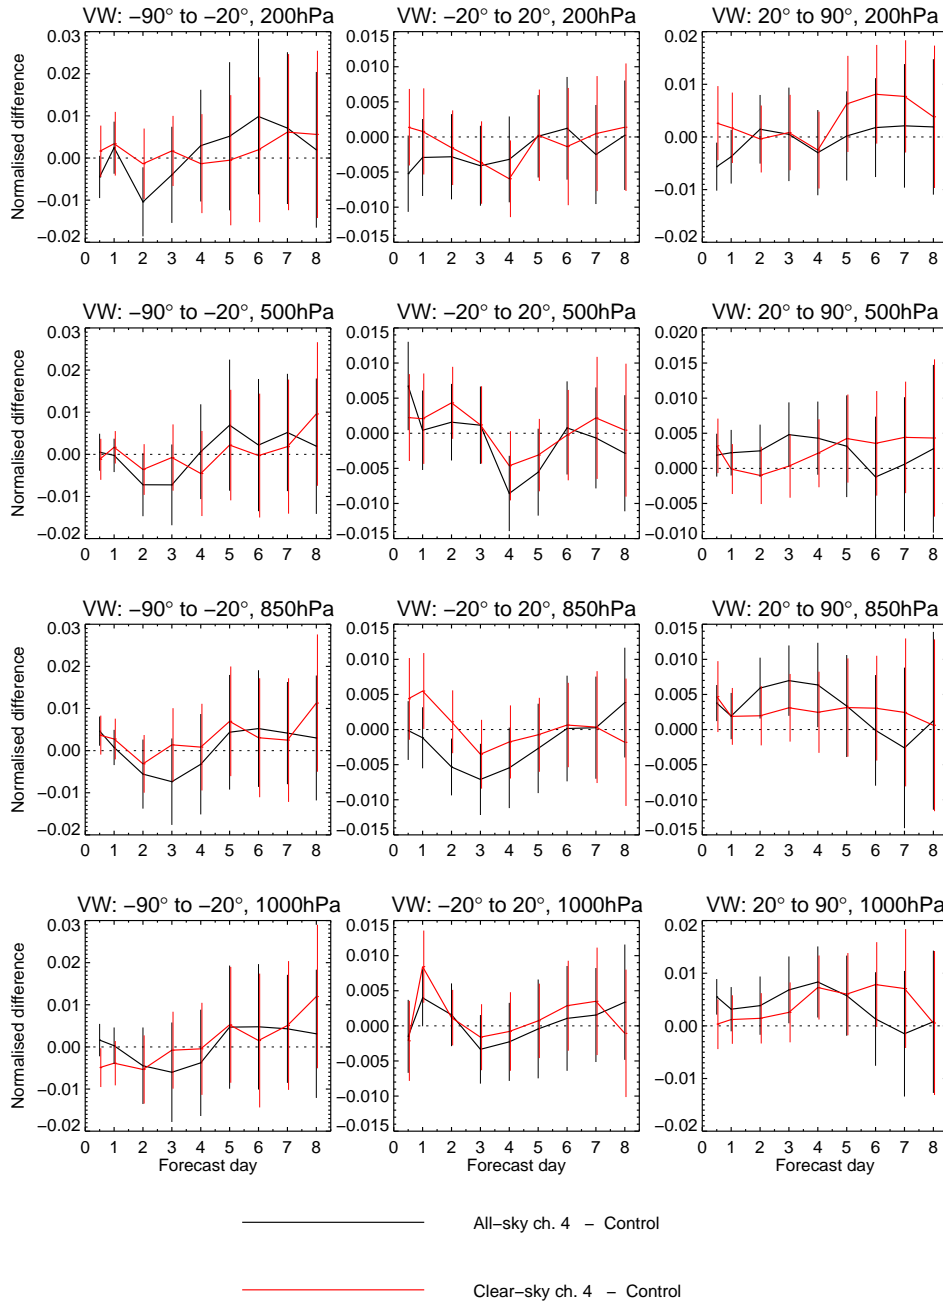 VW: −90° to −20°, 200hPa
VW: −20° to 20°, 200hPa
VW: 20° to 90°, 200hPa
Normalised difference
0.03
0.02
0.01
0.00
−0.01
−0.02
0 1 2 3 4 5 6 7 8
0.015
0.010
0.005
0.000
−0.005
−0.010
−0.015
0 1 2 3 4 5 6 7 8
0.02
0.01
0.00
−0.01
−0.02
0 1 2 3 4 5 6 7 8
VW: −90° to −20°, 500hPa
VW: −20° to 20°, 500hPa
VW: 20° to 90°, 500hPa
Normalised difference
0.03
0.02
0.01
0.00
−0.01
−0.02
0 1 2 3 4 5 6 7 8
0.015
0.010
0.005
0.000
−0.005
−0.010
−0.015
0 1 2 3 4 5 6 7 8
0.020
0.015
0.010
0.005
0.000
−0.005
−0.010
0 1 2 3 4 5 6 7 8
VW: −90° to −20°, 850hPa
VW: −20° to 20°, 850hPa
VW: 20° to 90°, 850hPa
Normalised difference
0.03
0.02
0.01
0.00
−0.01
−0.02
0 1 2 3 4 5 6 7 8
0.015
0.010
0.005
0.000
−0.005
−0.010
−0.015
0 1 2 3 4 5 6 7 8
0.015
0.010
0.005
0.000
−0.005
−0.010
−0.015
0 1 2 3 4 5 6 7 8
VW: −90° to −20°, 1000hPa
VW: −20° to 20°, 1000hPa
VW: 20° to 90°, 1000hPa
Normalised difference
0.03
0.02
0.01
0.00
−0.01
−0.02
0 1 2 3 4 5 6 7 8
Forecast day
0.015
0.010
0.005
0.000
−0.005
−0.010
−0.015
0 1 2 3 4 5 6 7 8
Forecast day
0.02
0.01
0.00
−0.01
−0.02
0 1 2 3 4 5 6 7 8
Forecast day
All−sky ch. 4 − Control
Clear−sky ch. 4 − Control